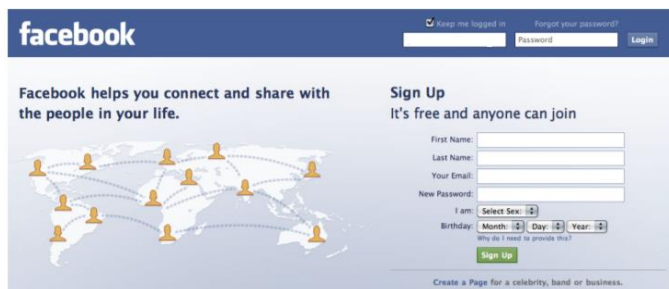 facebook
Keep me logged in
Forgot your password?
Password
Login
Facebook helps you connect and share with
the people in your life.
Sign Up
It's free and anyone can join
First Name:
Last Name:
Your Email:
New Password:
I am: Select Sex:
Birthday: Month: Day: Year:
Why do I need to provide this?
Sign Up
Create a Page for a celebrity, band or business.